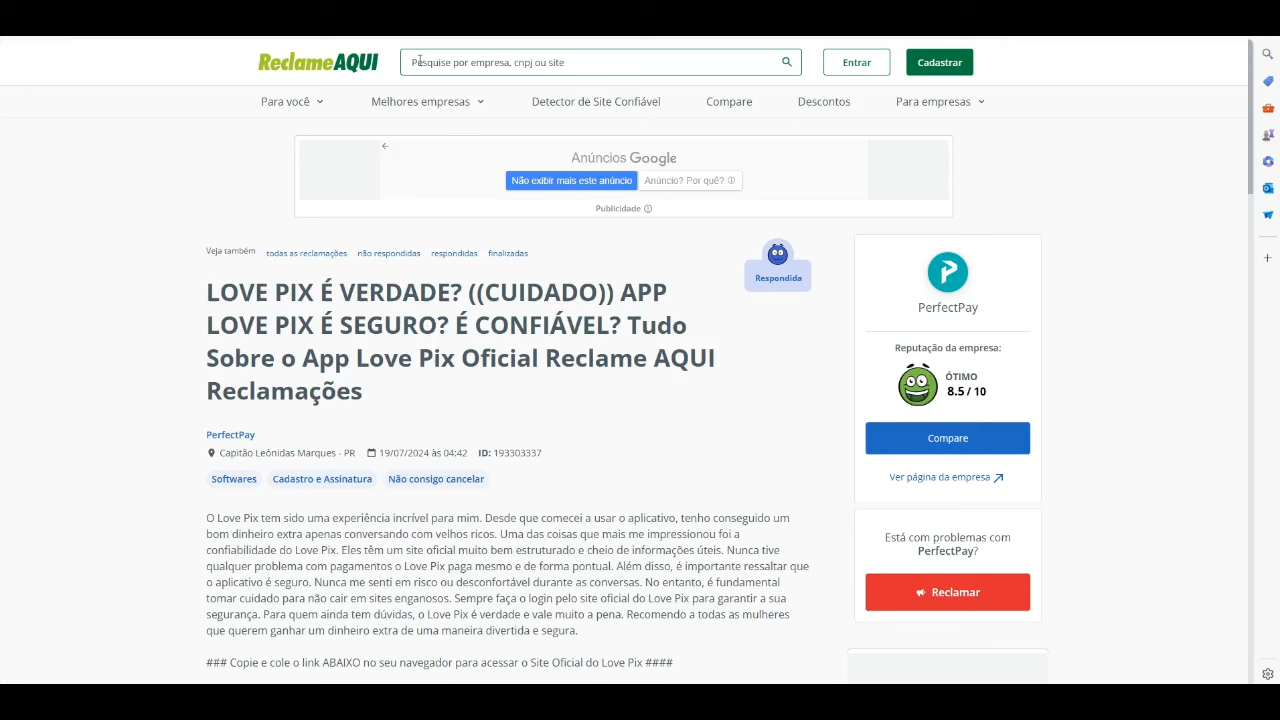 ReclameAQUI
Pesquise por empresa, cnpj ou site
Entrar
Cadastrar
Para você
Melhores empresas
Detector de Site Confiável
Compare
Descontos
Para empresas
Anúncios Google
Não exibir mais este anúncio
Anúncio? Por quê?
Publicidade
Veja também
todas as reclamações
não respondidas
respondidas
finalizadas
Respondida
LOVE PIX É VERDADE? ((CUIDADO)) APP
LOVE PIX É SEGURO? É CONFIÁVEL? Tudo
Sobre o App Love Pix Oficial Reclame AQUI
Reclamações
PerfectPay
Capitão Leônidas Marques - PR
19/07/2024 às 04:42
ID: 193303337
Softwares
Cadastro e Assinatura
Não consigo cancelar
O Love Pix tem sido uma experiência incrível para mim. Desde que comecei a usar o aplicativo, tenho conseguido um
bom dinheiro extra apenas conversando com velhos ricos. Uma das coisas que mais me impressionou foi a
confiabilidade do Love Pix. Eles têm um site oficial muito bem estruturado e cheio de informações úteis. Nunca tive
qualquer problema com pagamentos o Love Pix paga mesmo e de forma pontual. Além disso, é importante ressaltar que
o aplicativo é seguro. Nunca me senti em risco ou desconfortável durante as conversas. No entanto, é fundamental
tomar cuidado para não cair em sites enganosos. Sempre faça o login pelo site oficial do Love Pix para garantir a sua
segurança. Para quem ainda tem dúvidas, o Love Pix é verdade e vale muito a pena. Recomendo a todas as mulheres
que querem ganhar um dinheiro extra de uma maneira divertida e segura.
### Copie e cole o link ABAIXO no seu navegador para acessar o Site Oficial do Love Pix ####
PerfectPay
Reputação da empresa:
ÓTIMO
8.5 / 10
Compare
Ver página da empresa
Está com problemas com
PerfectPay?
Reclamar